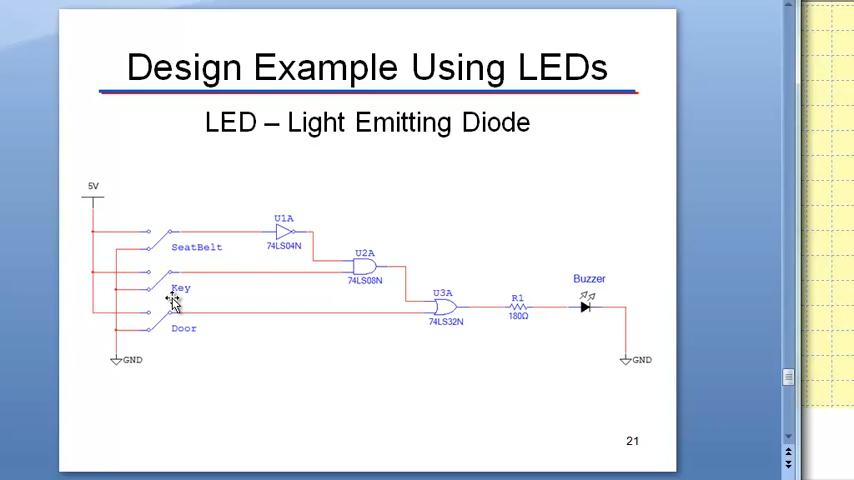 Design Example Using LEDs
LED – Light Emitting Diode
5V
U1A
SeatBelt
74LS04N
U2A
74LS08N
Key
U3A
74LS32N
R1
180Ω
Buzzer
Door
GND
GND
21